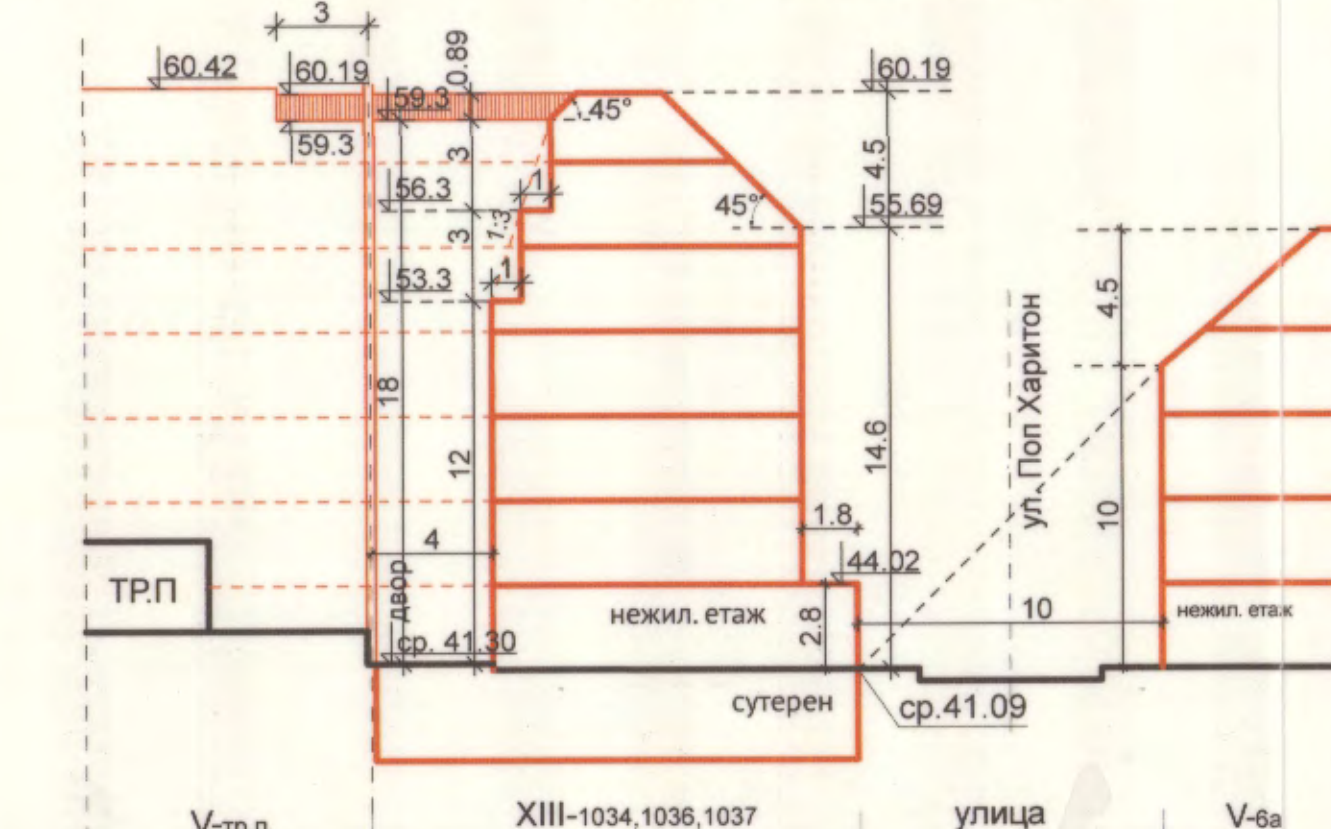 3
60.42
60.19
0.89
60.19
59.3
45°
59.3
3
4.5
56.3
1
45°
55.69
3
1:3
53.3
1
4.5
ул. Поп Харитон
18
12
14.6
10
1.8
4
44.02
ТР.П
двор
нежил. етаж
2.8
10
нежил. етаж
ср. 41.30
сутерен
ср.41.09
V-тр.п
XIII-1034,1036,1037
улица
V-6а